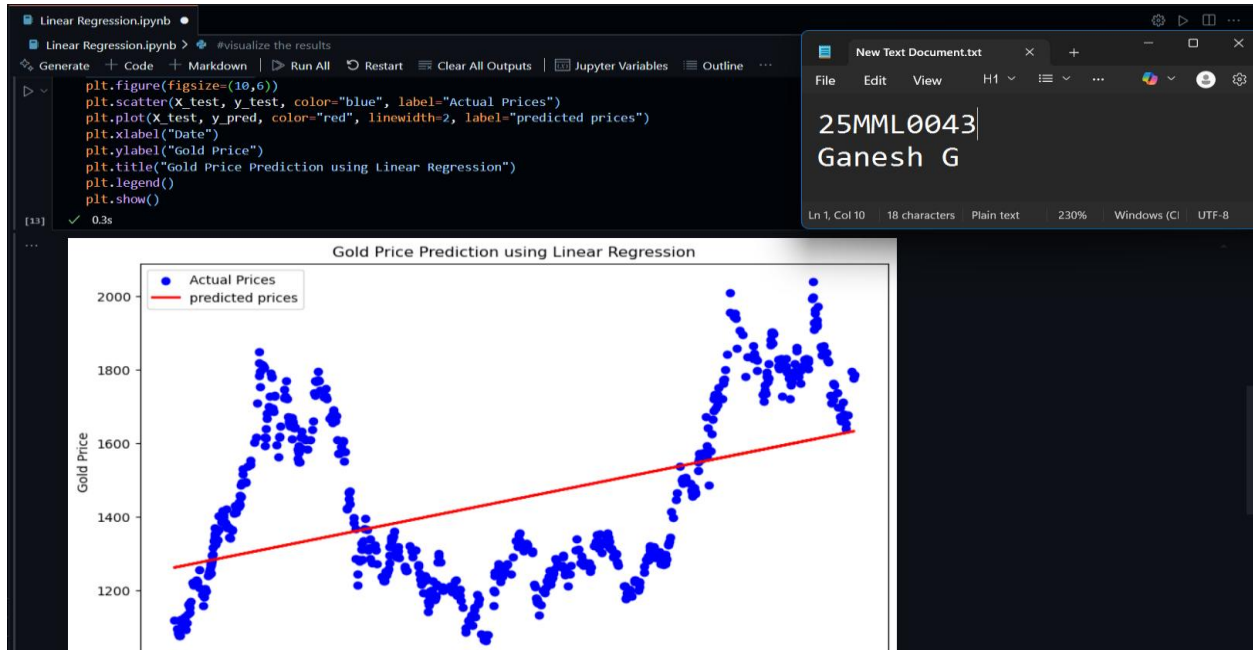 Linear Regression.ipynb
Linear Regression.ipynb > #visualize the results
Generate + Code + Markdown | Run All Restart Clear All Outputs | Jupyter Variables Outline ...
plt.figure(figsize=(10,6))
plt.scatter(X_test, y_test, color="blue", label="Actual Prices")
plt.plot(X_test, y_pred, color="red", linewidth=2, label="predicted prices")
plt.xlabel("Date")
plt.ylabel("Gold Price")
plt.title("Gold Price Prediction using Linear Regression")
plt.legend()
plt.show()
[13] ✓ 0.3s
New Text Document.txt
File Edit View H1 ...
25MML0043
Ganesh G
Ln 1, Col 10 18 characters Plain text 230% Windows (Cl UTF-8
Gold Price Prediction using Linear Regression
Actual Prices
predicted prices
2000
1800
1600
1400
1200
Gold Price